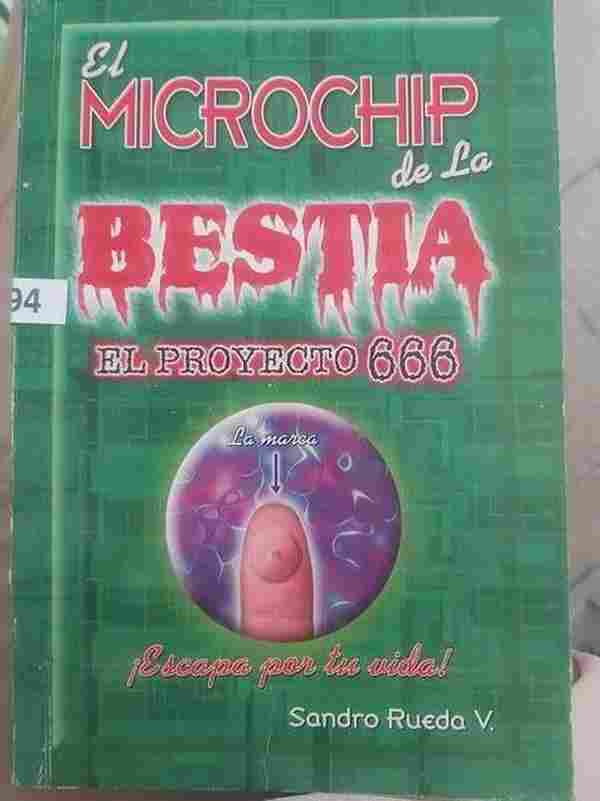 El
MICROCHIP
de La
BESTIA
94
EL PROYECTO 666
La marca
¡Escapa por tu vida!
Sandro Rueda V.